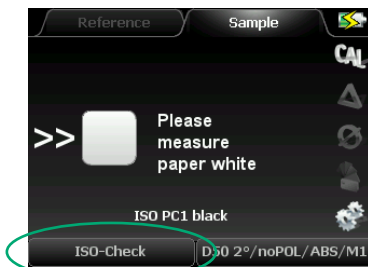 Reference Sample
CAL
>>
Please
measure
paper white
ISO PC1 black
ISO-Check D50 2°/noPOL/ABS/M1